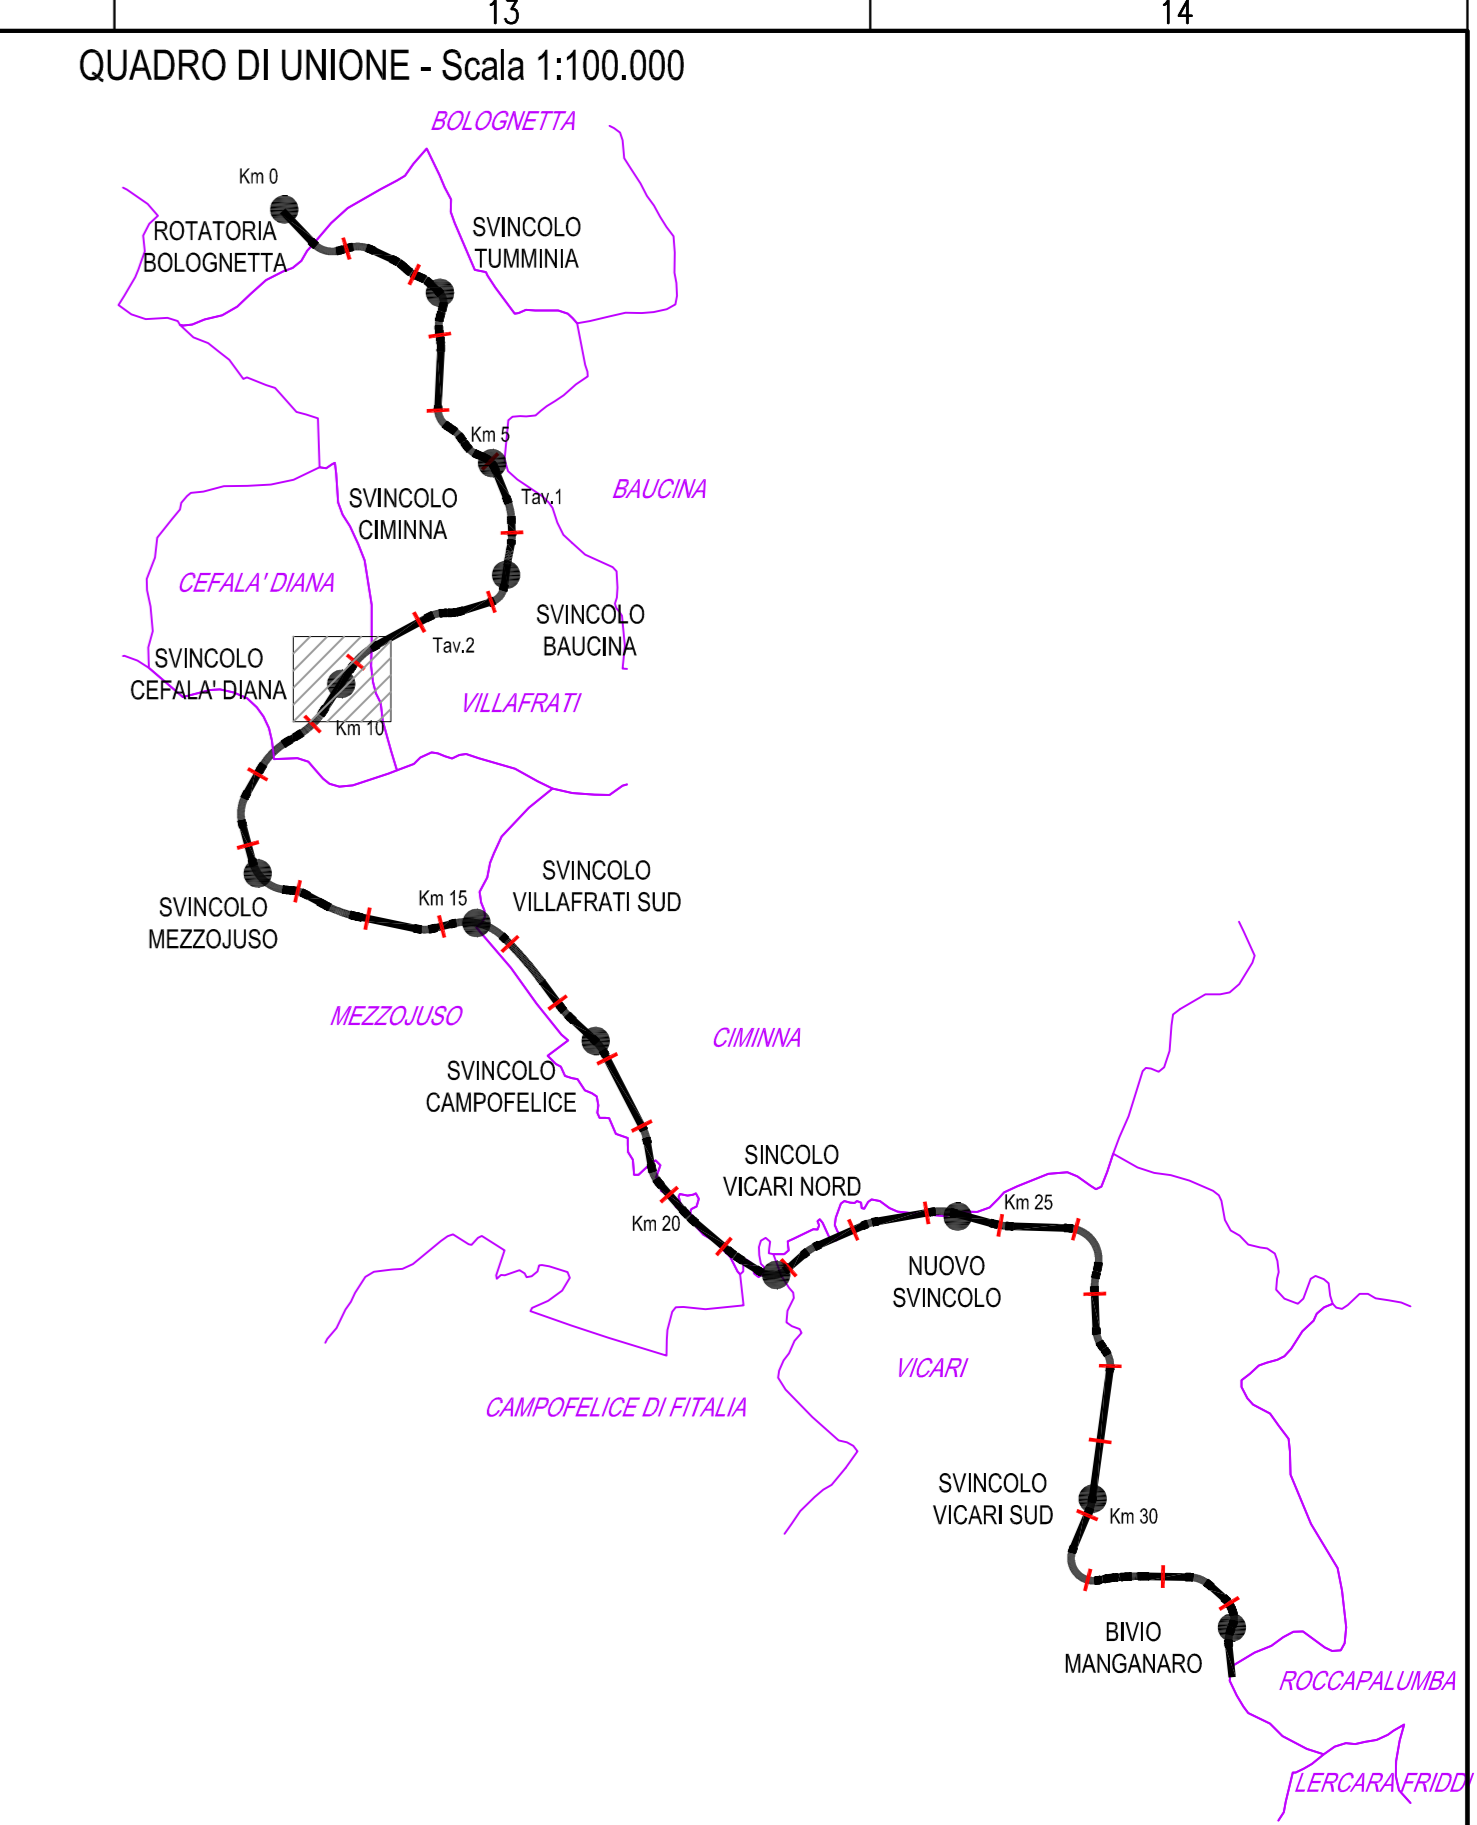 13
14
QUADRO DI UNIONE - Scala 1:100.000
BOLOGNETTA
Km 0
ROTATORIA
BOLOGNETTA
SVINCOLO
TUMMINIA
Km 5
BAUCINA
SVINCOLO
CIMINNA
Tav.1
CEFALA' DIANA
SVINCOLO
BAUCINA
Tav.2
SVINCOLO
CEFALA' DIANA
VILLAFRATI
Km 10
SVINCOLO
VILLAFRATI SUD
Km 15
SVINCOLO
MEZZOJUSO
MEZZOJUSO
CIMINNA
SVINCOLO
CAMPOFELICE
SINCOLO
VICARI NORD
Km 20
Km 25
NUOVO
SVINCOLO
VICARI
CAMPOFELICE DI FITALIA
SVINCOLO
VICARI SUD
Km 30
BIVIO
MANGANARO
ROCCAPALUMBA
LERCARA FRIDDI